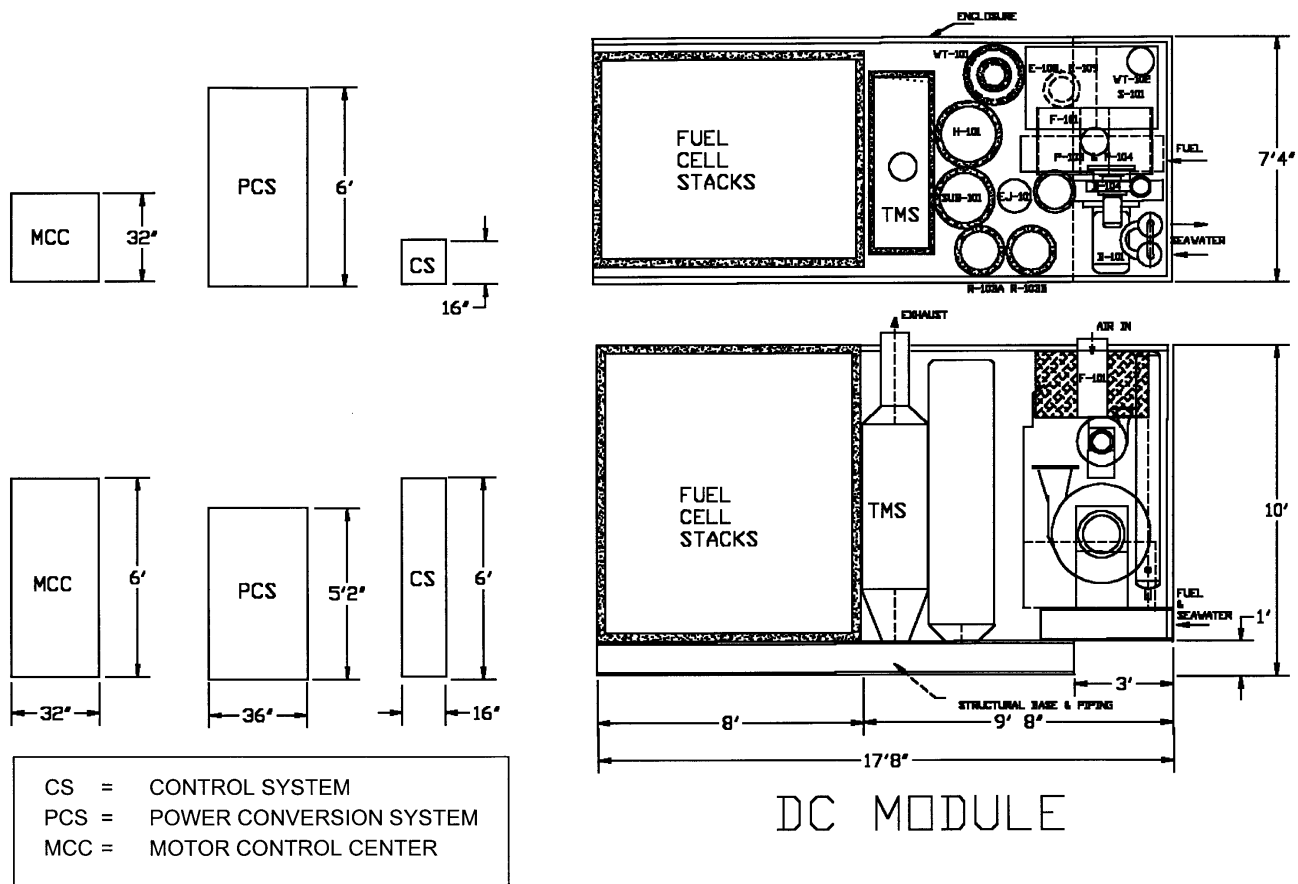 ENCLOSURE
WT-101
WT-102
S-101
F-101
H-101
FUEL
CELL
STACKS
TMS
SUB-101
EJ-101
FUEL
7'4"
SEAWATER
R-103A R-103B
PCS
6'
MCC
32"
CS
16"
EXHAUST
AIR IN
F-101
FUEL
CELL
STACKS
TMS
10'
FUEL
&
SEAWATER
1'
3'
STRUCTURAL BASE & PIPING
8'
9' 8"
17'8"
DC MODULE
MCC
6'
32"
PCS
5'2"
36"
CS
6'
16"
CS = CONTROL SYSTEM
PCS = POWER CONVERSION SYSTEM
MCC = MOTOR CONTROL CENTER